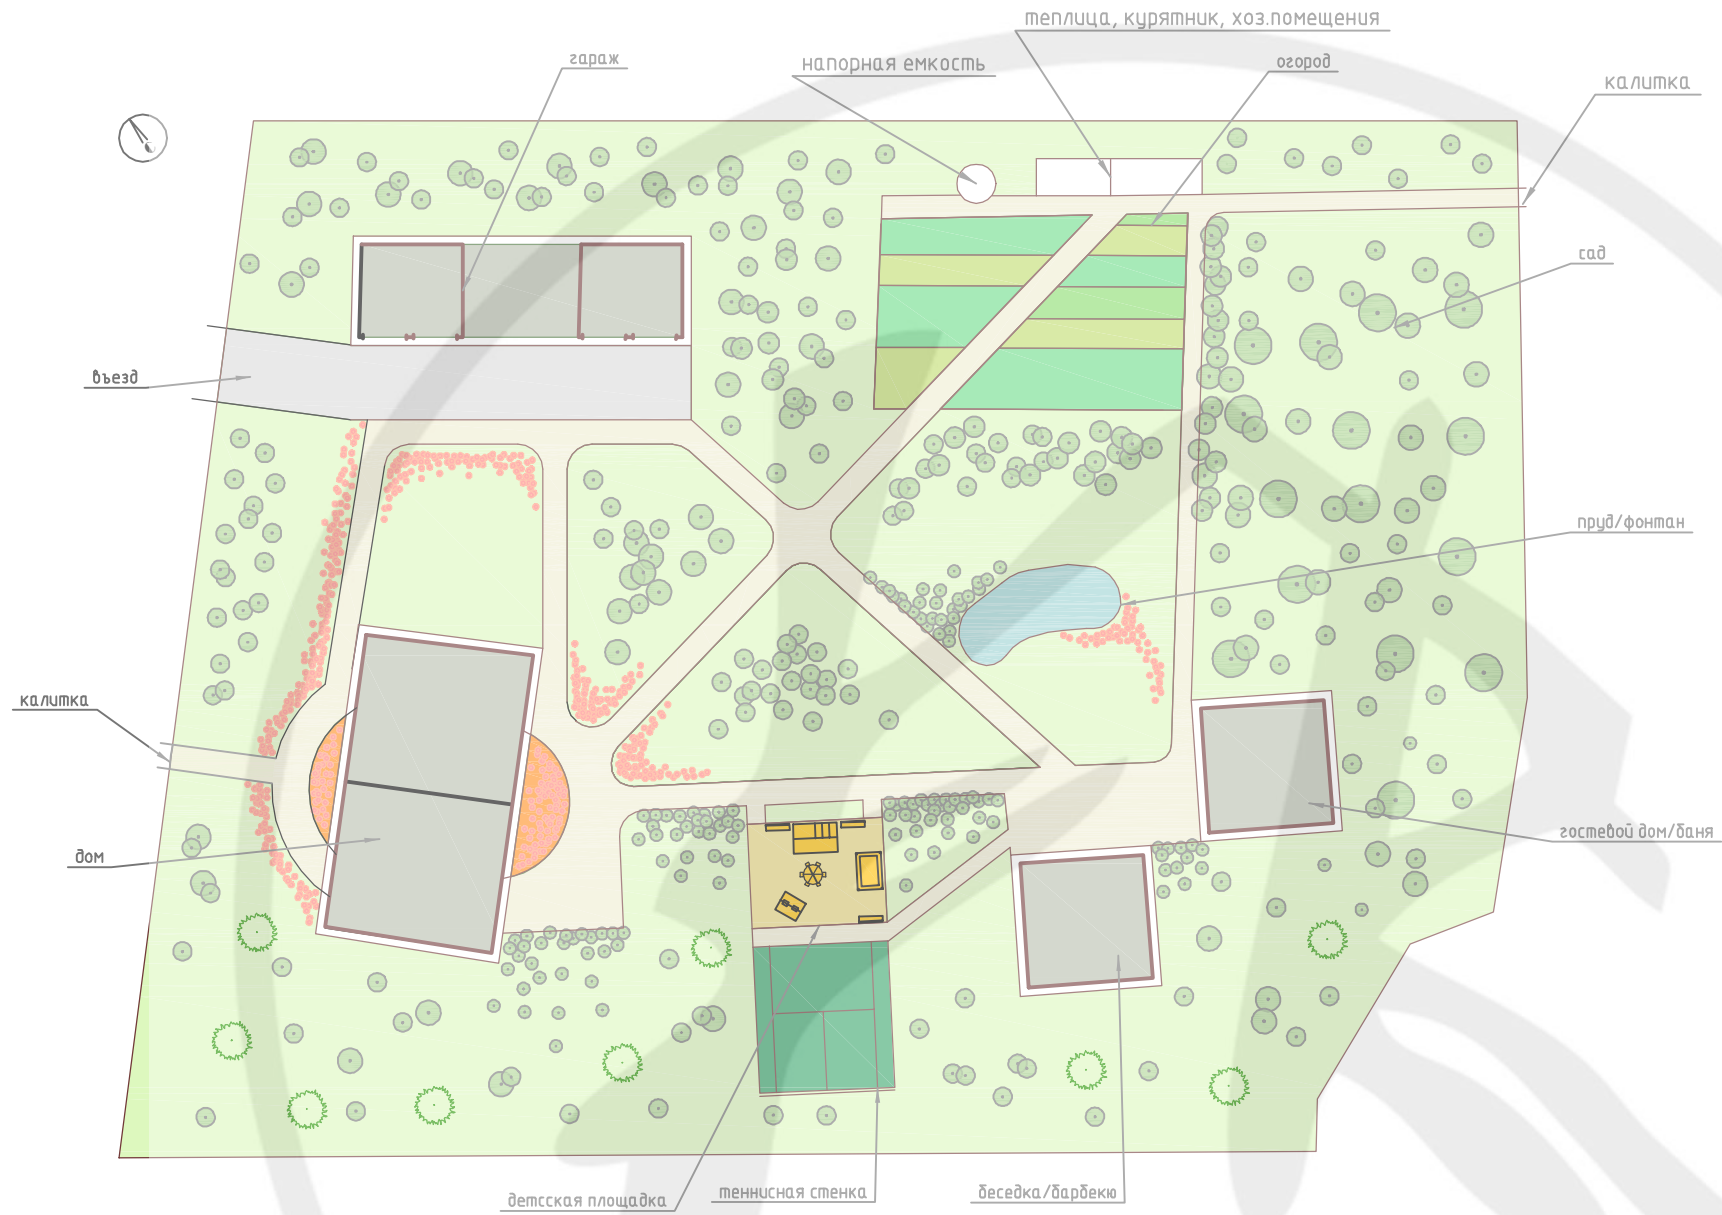 теплица, курятник, хоз.помещения
гараж
напорная емкость
огород
калитка
сад
въезд
пруд/фонтан
калитка
гостевой дом/баня
дом
детсская площадка
теннисная стенка
беседка/барбекю